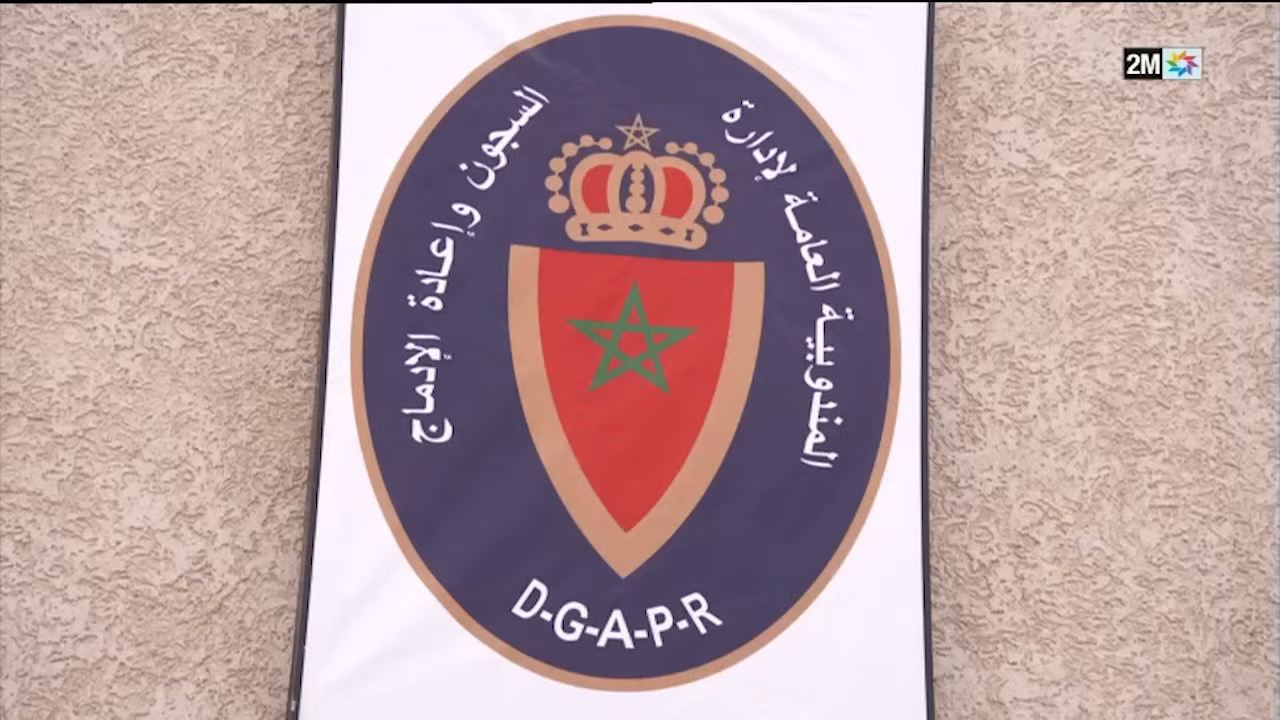 المندوبية العامة لإدارة
السجون وإعادة الإدماج
D-G-A-P-R
2M